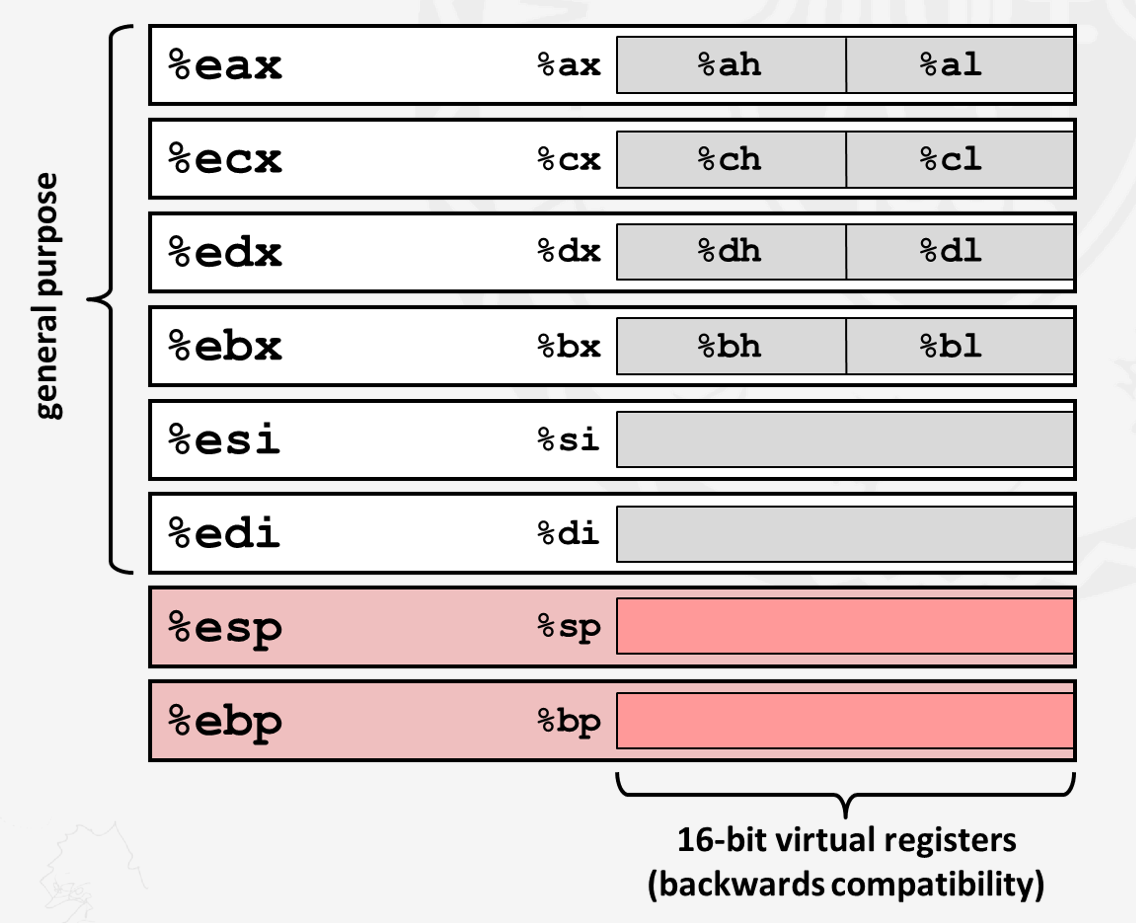 general purpose
%eax %ax %ah %al
%ecx %cx %ch %cl
%edx %dx %dh %dl
%ebx %bx %bh %bl
%esi %si
%edi %di
%esp %sp
%ebp %bp
16-bit virtual registers
(backwards compatibility)